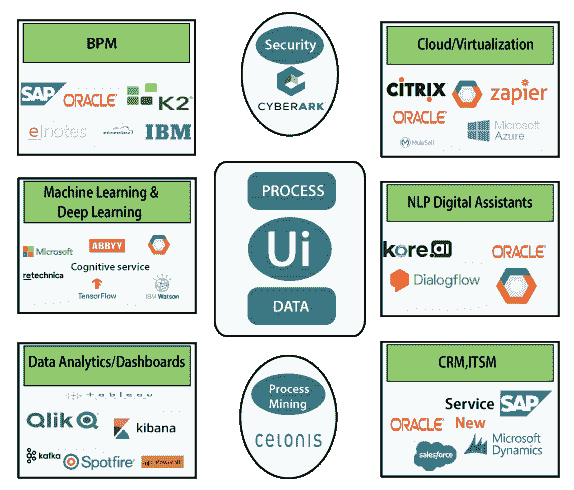 BPM
SAP
ORACLE
K2
elnotes
IBM
Security
CYBERARK
Cloud/Virtualization
CİTRIX
zapier
ORACLE
MuleSoft
Microsoft
Azure
Machine Learning &
Deep Learning
Microsoft
ABBYY
Cognitive service
retechnica
TensorFlow
IBM Watson
PROCESS
Ui
DATA
NLP Digital Assistants
kore.ai
ORACLE
Dialogflow
Data Analytics/Dashboards
tableau
Qlik
kibana
kafka
Spotfire
Process
Mining
celonis
CRM,ITSM
Service
SAP
ORACLE
New
salesforce
Microsoft
Dynamics